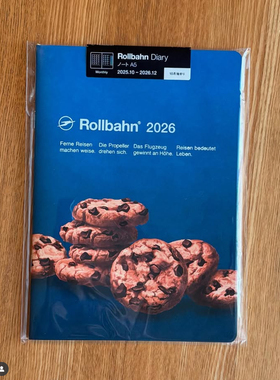 Rollbahn Diary
ノート A5
Monthly
2025.10 – 2026.12
Rollbahn® 2026
Ferne Reisen machen weise.
Die Propeller drehen sich.
Das Flugzeug gewinnt an Höhe.
Reisen bedeutet Leben.